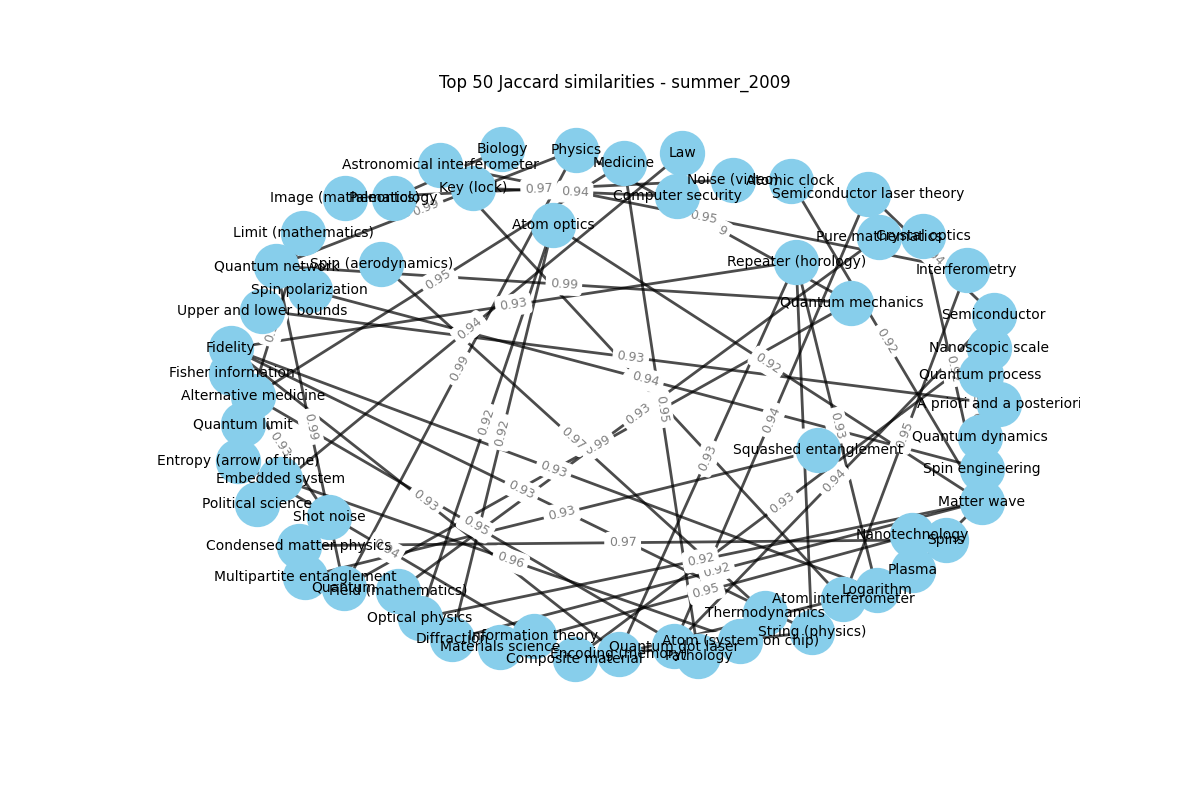 Top 50 Jaccard similarities - summer_2009
Biology
Physics
Law
Medicine
Astronomical interferometer
Noise (video)
Atomic clock
Key (lock)
Computer security
Semiconductor laser theory
Image (mathematics)
Paleontology
0.97
0.94
0.99
0.95
Atom optics
Limit (mathematics)
9
Pure mathematics
Crystal optics
Quantum network
Spin (aerodynamics)
Repeater (horology)
Interferometry
0.95
0.99
Spin polarization
0.93
Quantum mechanics
Upper and lower bounds
Semiconductor
0.94
0.92
Fidelity
Nanoscopic scale
0.93
0.92
0.99
Fisher information
Quantum process
0.94
Alternative medicine
A priori and a posteriori
0.95
0.93
0.92
0.92
0.94
Quantum limit
0.99
0.93
0.95
Quantum dynamics
0.97
0.99
0.93
Squashed entanglement
Entropy (arrow of time)
0.93
0.93
Spin engineering
Embedded system
0.94
0.93
0.93
Political science
0.93
Matter wave
0.93
Shot noise
0.95
Nanotechnology
Spins
Condensed matter physics
0.94
0.97
0.96
0.92
0.92
Plasma
Multipartite entanglement
Quantum
Field (mathematics)
0.95
Logarithm
Atom interferometer
Thermodynamics
Optical physics
String (physics)
Diffraction
Information theory
Atom (system on chip)
Materials science
Quantum dot laser
Encoding (memory)
Composite material
Pathology